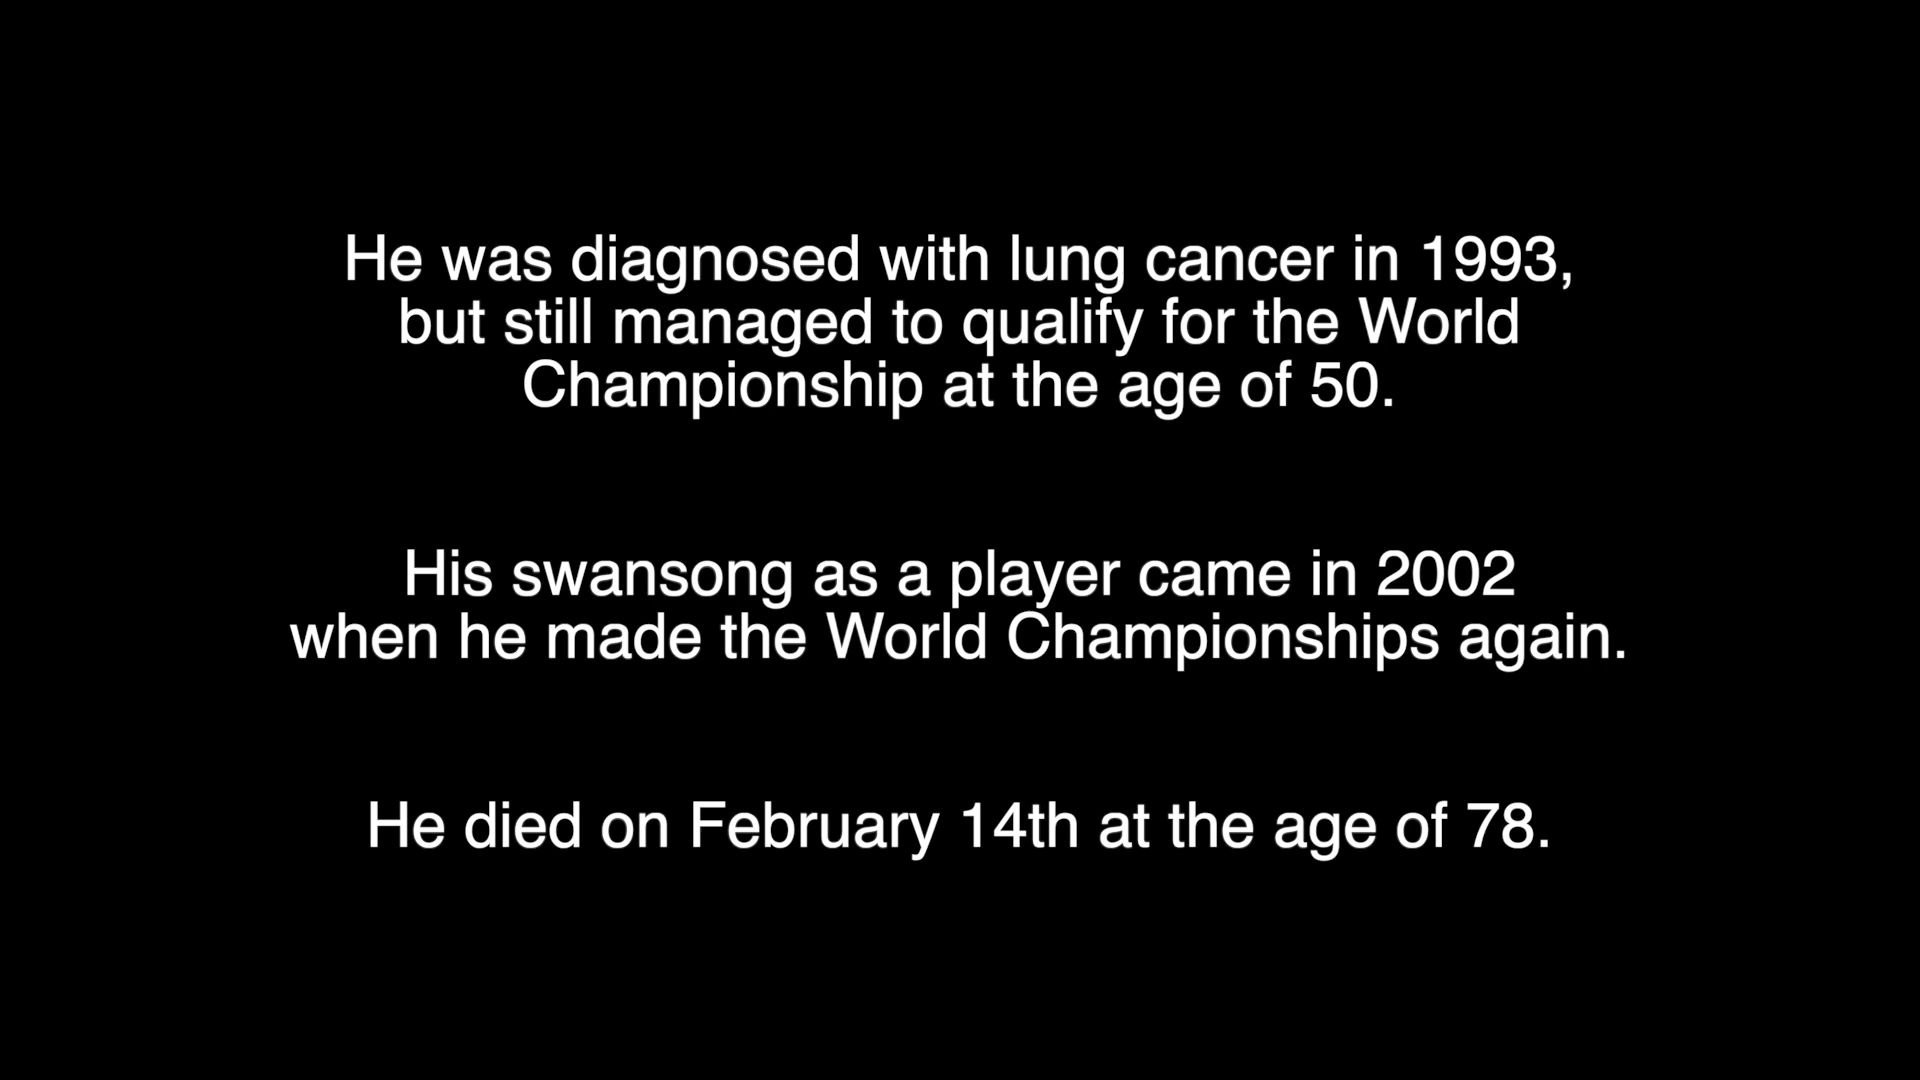 He was diagnosed with lung cancer in 1993,
but still managed to qualify for the World
Championship at the age of 50.
His swansong as a player came in 2002
when he made the World Championships again.
He died on February 14th at the age of 78.